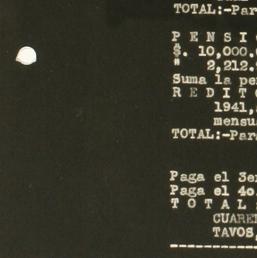 TOTAL:-Par
P E N S I
$. 10,000.
" 2,212.
Suma la pe
R E D I T
1941,
mensu
TOTAL:-Par
Paga el 3e
Paga el 4o.
T O T A L
CUAREN
TAVOS,